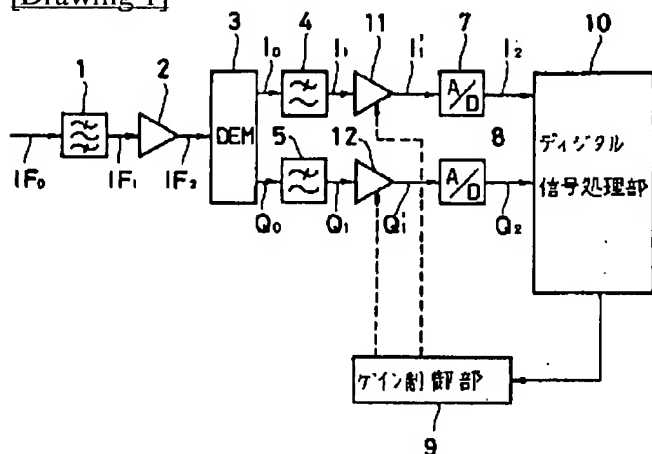 [Drawing 1]
3 I₀ 4 I₁ 11 I₁' 7 I₂ 10
1 2
DEM
A/D
IF₀ IF₁ IF₂
5 12 8
ディジタル
信号処理部
A/D
Q₀ Q₁ Q₁' Q₂
ゲイン制御部
9